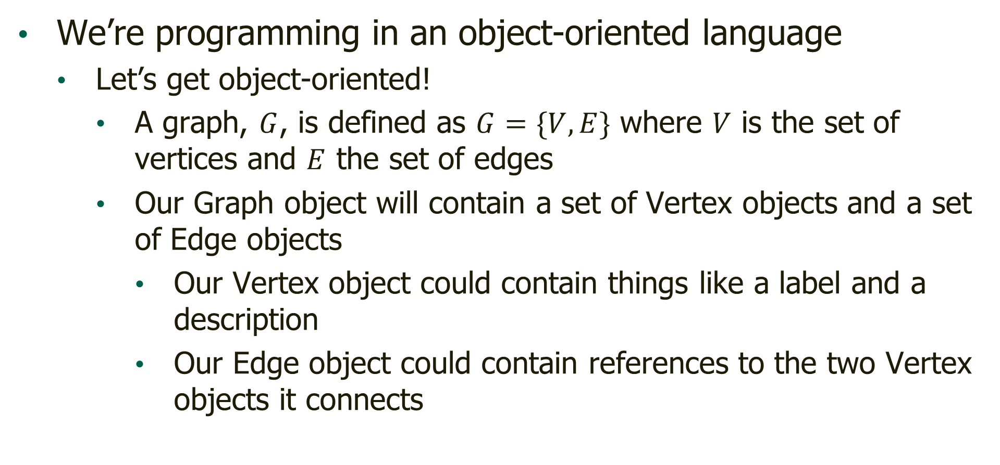 • We’re programming in an object-oriented language
• Let’s get object-oriented!
• A graph, G, is defined as G = {V, E} where V is the set of
vertices and E the set of edges
• Our Graph object will contain a set of Vertex objects and a set
of Edge objects
• Our Vertex object could contain things like a label and a
description
• Our Edge object could contain references to the two Vertex
objects it connects